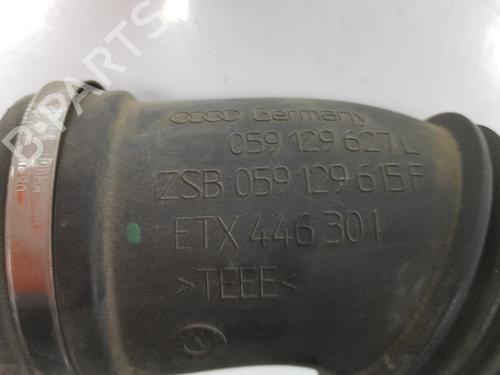 Germany
059 129 627 L
ZSB 059 129 615 F
ETX 446 301
>TEEE<
B-PARTS